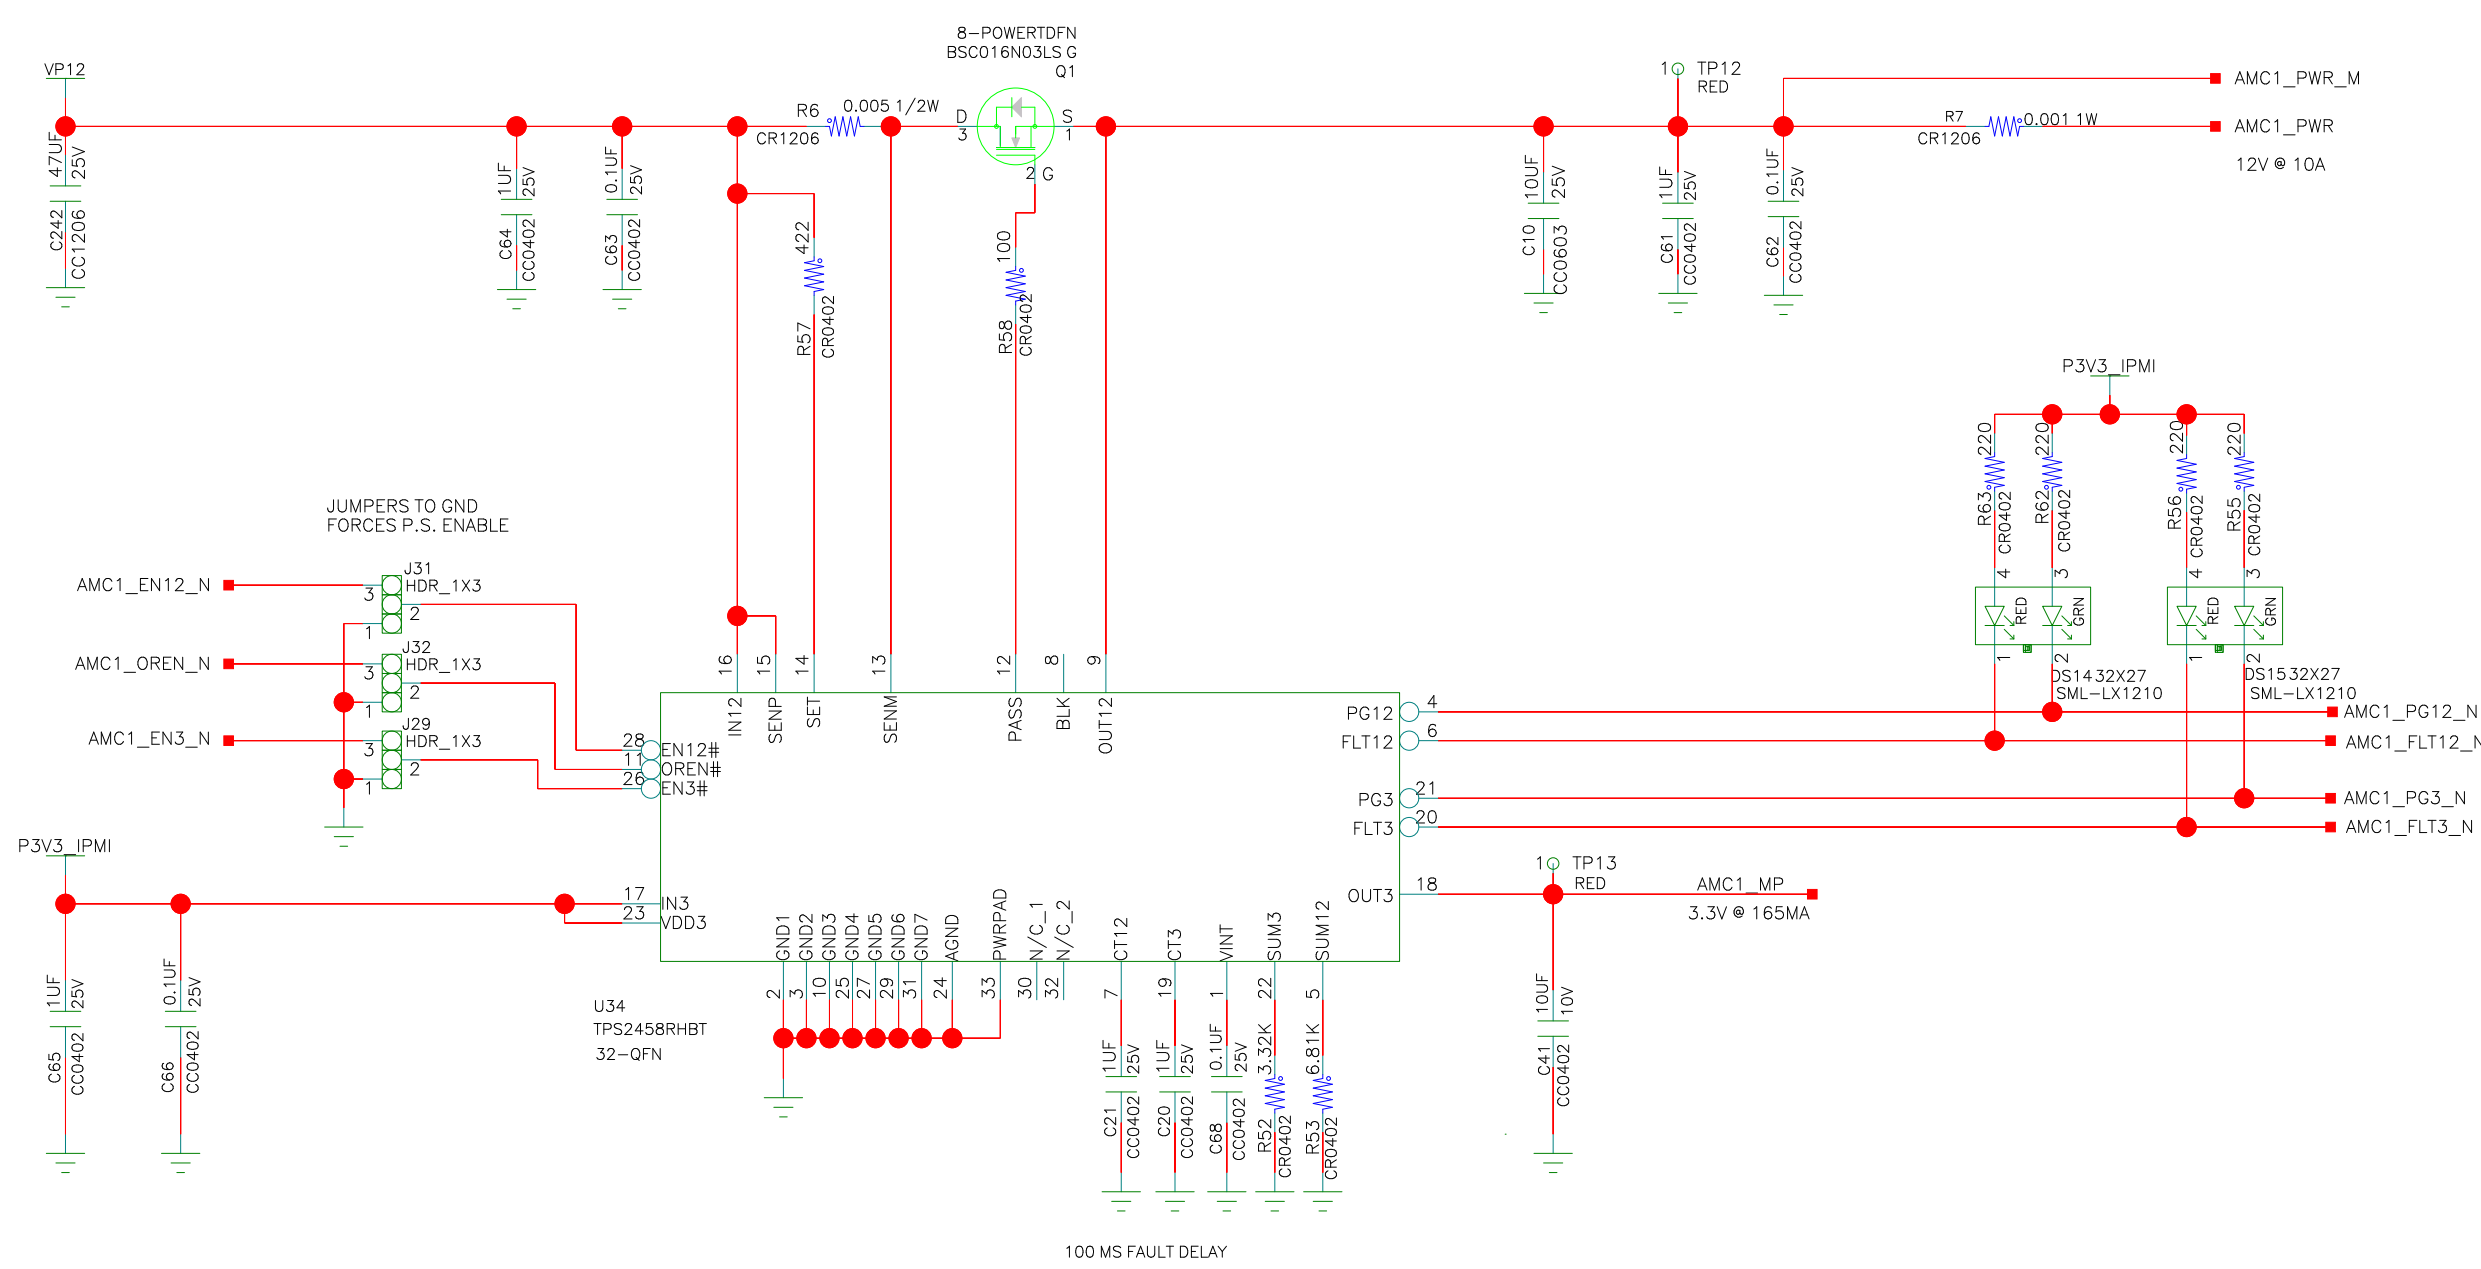 8-POWERTDFN
BSC016N03LS G
Q1
VP12
47UF
25V
C242
CC1206
1UF
25V
C64
CC0402
0.1UF
25V
C63
CC0402
R6
0.005 1/2W
CR1206
D
3
S
1
2
G
422
R57
CR0402
100
R58
CR0402
1
TP12
RED
10UF
25V
C10
CC0603
1UF
25V
C61
CC0402
0.1UF
25V
C62
CC0402
R7
CR1206
0.001 1W
AMC1_PWR_M
AMC1_PWR
12V @ 10A
P3V3_IPMI
220
R63
CR0402
220
R62
CR0402
220
R56
CR0402
220
R55
CR0402
4
3
RED
GRN
1
2
DS14 32X27
SML-LX1210
4
3
RED
GRN
1
2
DS15 32X27
SML-LX1210
JUMPERS TO GND
FORCES P.S. ENABLE
AMC1_EN12_N
J31
HDR_1X3
3
2
1
AMC1_OREN_N
J32
HDR_1X3
3
2
1
AMC1_EN3_N
J29
HDR_1X3
3
2
1
16
15
14
13
12
8
9
IN12
SENP
SET
SENM
PASS
BLK
OUT12
28
EN12#
11
OREN#
26
EN3#
17
IN3
23
VDD3
PG12
4
AMC1_PG12_N
FLT12
6
AMC1_FLT12_N
PG3
21
AMC1_PG3_N
FLT3
20
AMC1_FLT3_N
OUT3
18
1
TP13
RED
AMC1_MP
3.3V @ 165MA
10UF
10V
C41
CC0402
P3V3_IPMI
1UF
25V
C65
CC0402
0.1UF
25V
C66
CC0402
GND1
GND2
GND3
GND4
GND5
GND6
GND7
AGND
PWRPAD
N/C_1
N/C_2
CT12
CT3
VINT
SUM3
SUM12
2
3
10
25
27
29
31
24
33
30
32
7
19
1
22
5
U34
TPS2458RHBT
32-QFN
1UF
25V
C21
CC0402
1UF
25V
C20
CC0402
0.1UF
25V
C68
CC0402
3.32K
R52
CR0402
6.81K
R53
CR0402
100 MS FAULT DELAY